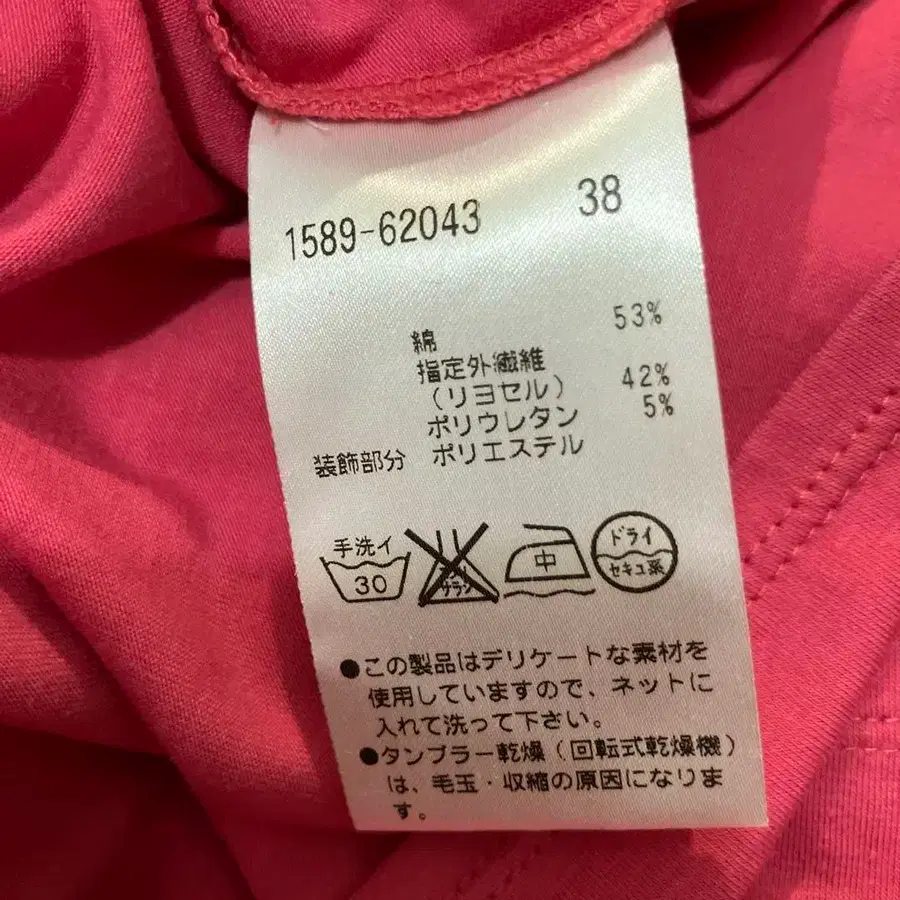 1589-62043 38
綿 53%
指定外繊維
(リヨセル) 42%
ポリウレタン 5%
装飾部分 ポリエステル
手洗イ 中 ドライ
30 サラシ セキユ系
●この製品はデリケートな素材を
使用していますので、ネットに
入れて洗って下さい。
●タンブラー乾燥(回転式乾燥機)
は、毛玉・収縮の原因になりま
す。